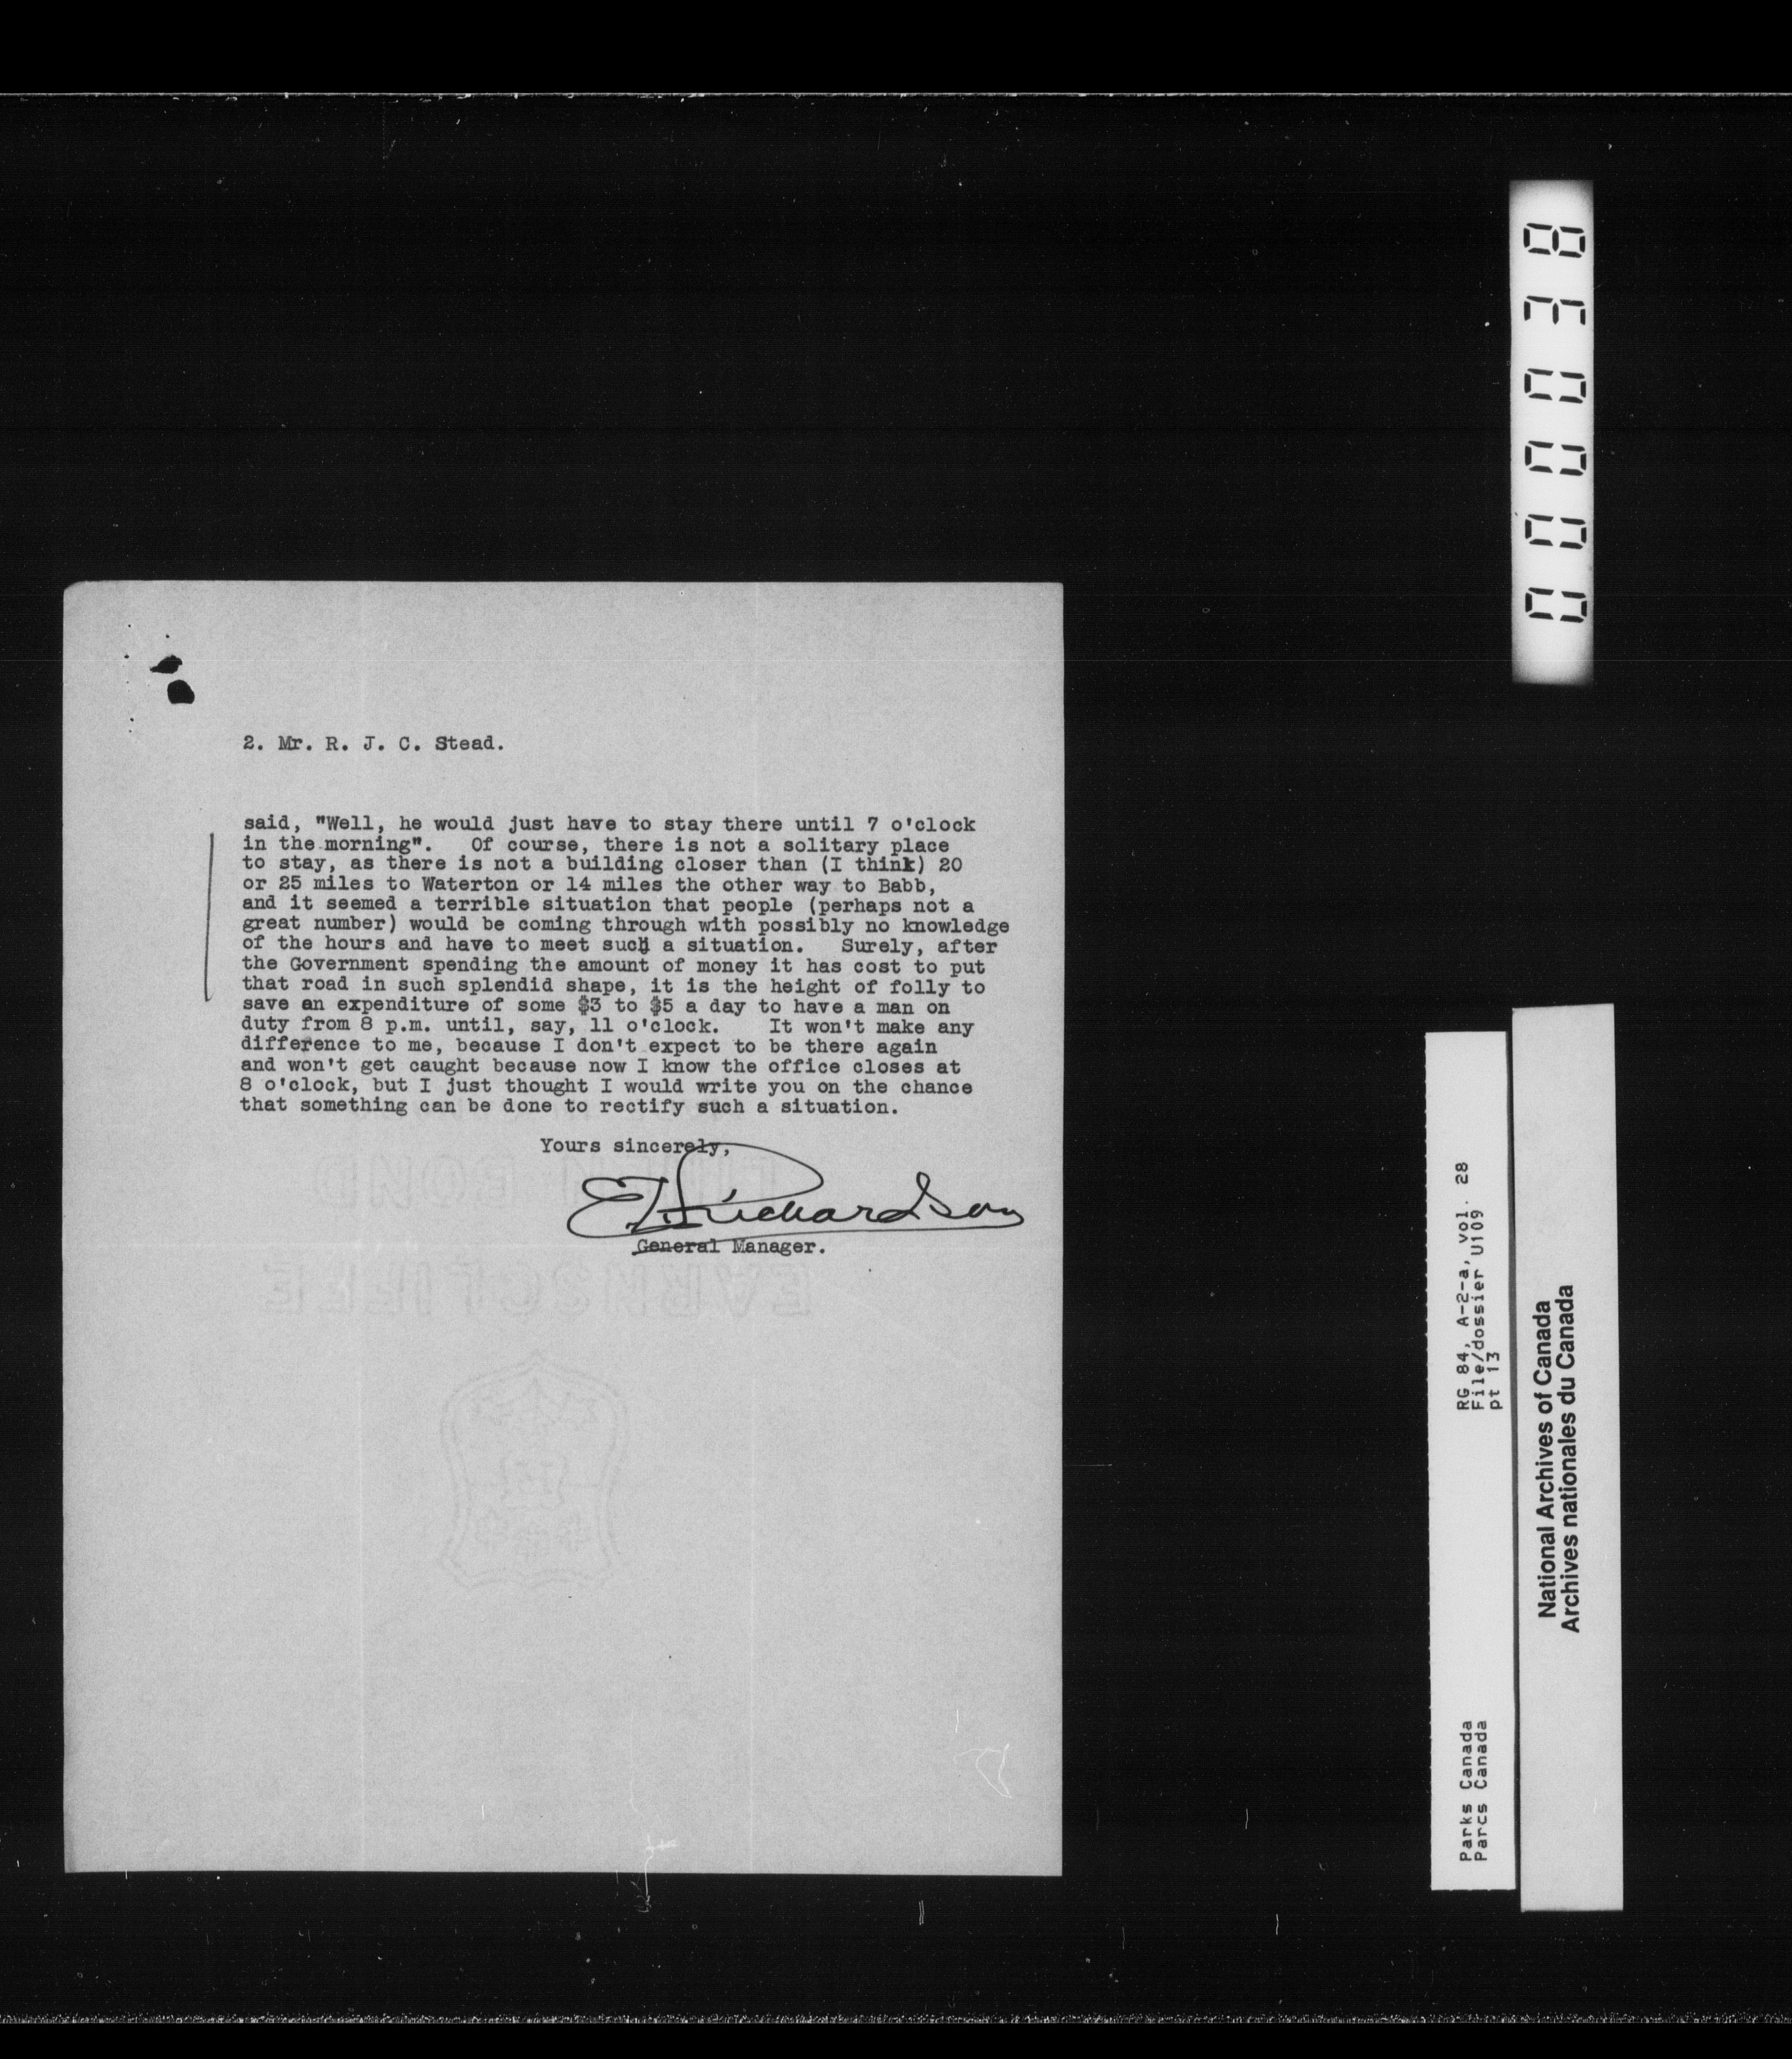 2. Mr. R. J. C. Stead.
said, "Well, he would just have to stay there until 7 o'clock
in the morning". Of course, there is not a solitary place
to stay, as there is not a building closer than (I think) 20
or 25 miles to Waterton or 14 miles the other way to Babb,
and it seemed a terrible situation that people (perhaps not a
great number) would be coming through with possibly no knowledge
of the hours and have to meet such a situation. Surely, after
the Government spending the amount of money it has cost to put
that road in such splendid shape, it is the height of folly to
save an expenditure of some $3 to $5 a day to have a man on
duty from 8 p.m. until, say, 11 o'clock. It won't make any
difference to me, because I don't expect to be there again
and won't get caught because now I know the office closes at
8 o'clock, but I just thought I would write you on the chance
that something can be done to rectify such a situation.
Yours sincerely,
Richardson
General Manager.
EARNSCLIFFE
LINEN BOND
000038
RG 84, A-2-a, vol. 28
File/dossier U109
pt 13
Parks Canada
Parcs Canada
National Archives of Canada
Archives nationales du Canada